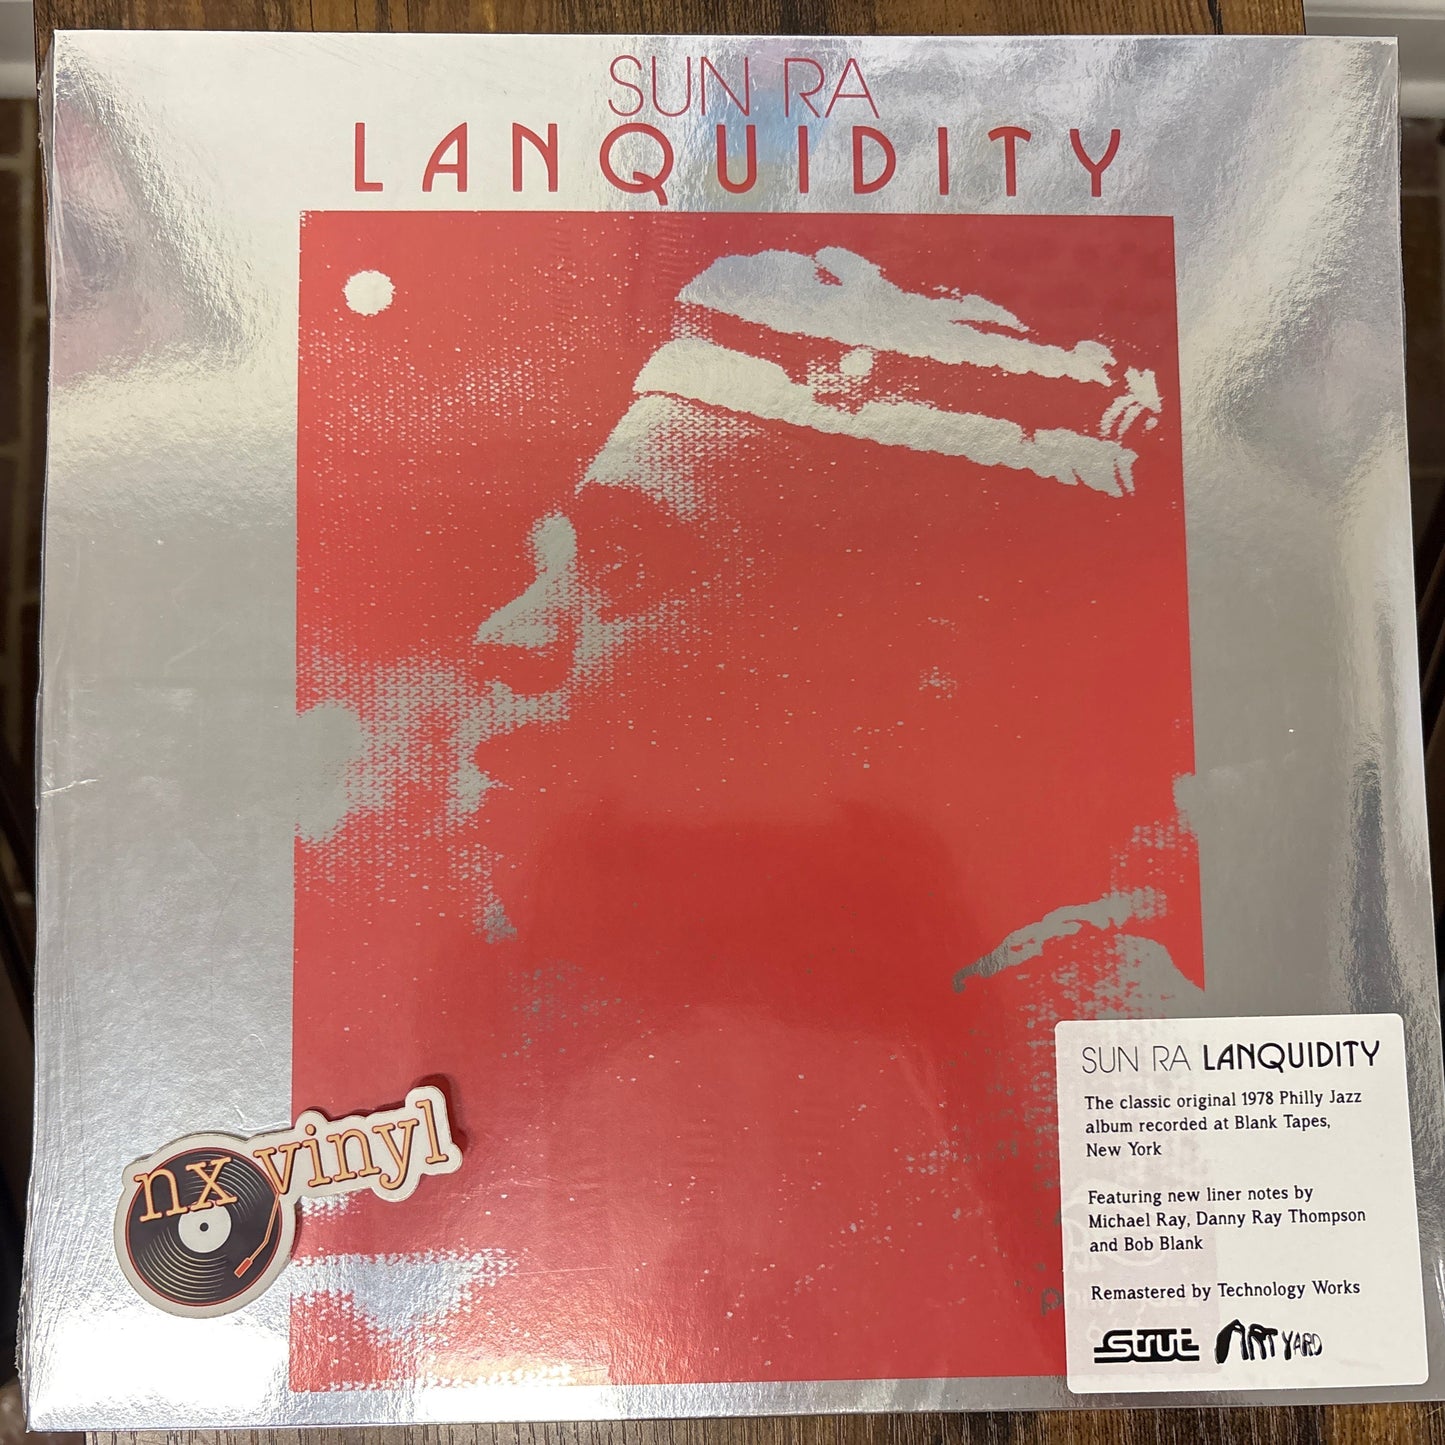 SUN RA
LANQUIDITY
nx vinyl
SUN RA LANQUIDITY
The classic original 1978 Philly Jazz
album recorded at Blank Tapes,
New York
Featuring new liner notes by
Michael Ray, Danny Ray Thompson
and Bob Blank
Remastered by Technology Works
Strut ART YARD